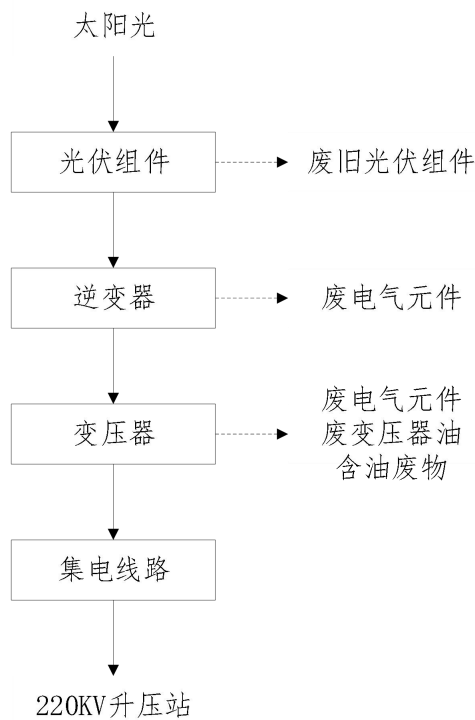 太阳光
光伏组件
废旧光伏组件
逆变器
废电气元件
变压器
废电气元件
废变压器油
含油废物
集电线路
220KV升压站